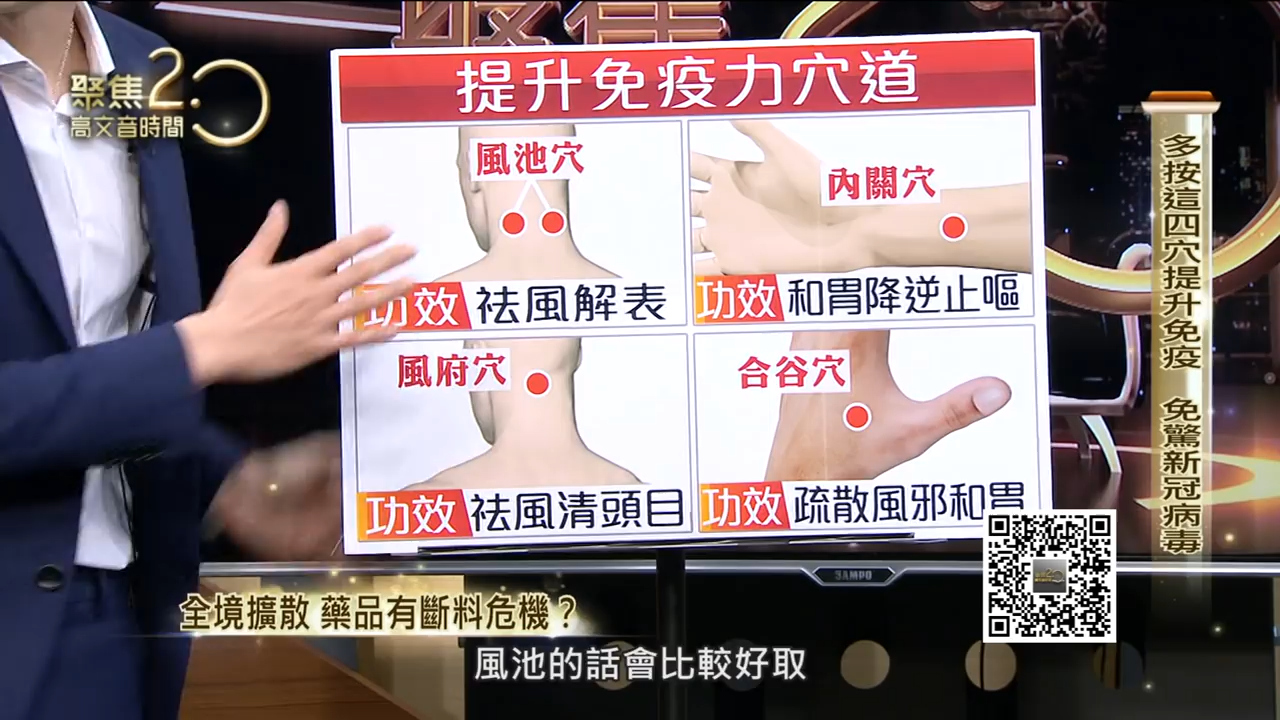 聚焦2.0
高文音時間
提升免疫力穴道
風池穴
功效 祛風解表
內關穴
功效 和胃降逆止嘔
風府穴
功效 祛風清頭目
合谷穴
功效 疏散風邪和胃
多按這四穴提升免疫 免驚新冠病毒
SAMPO
全境擴散 藥品有斷料危機？
風池的話會比較好取